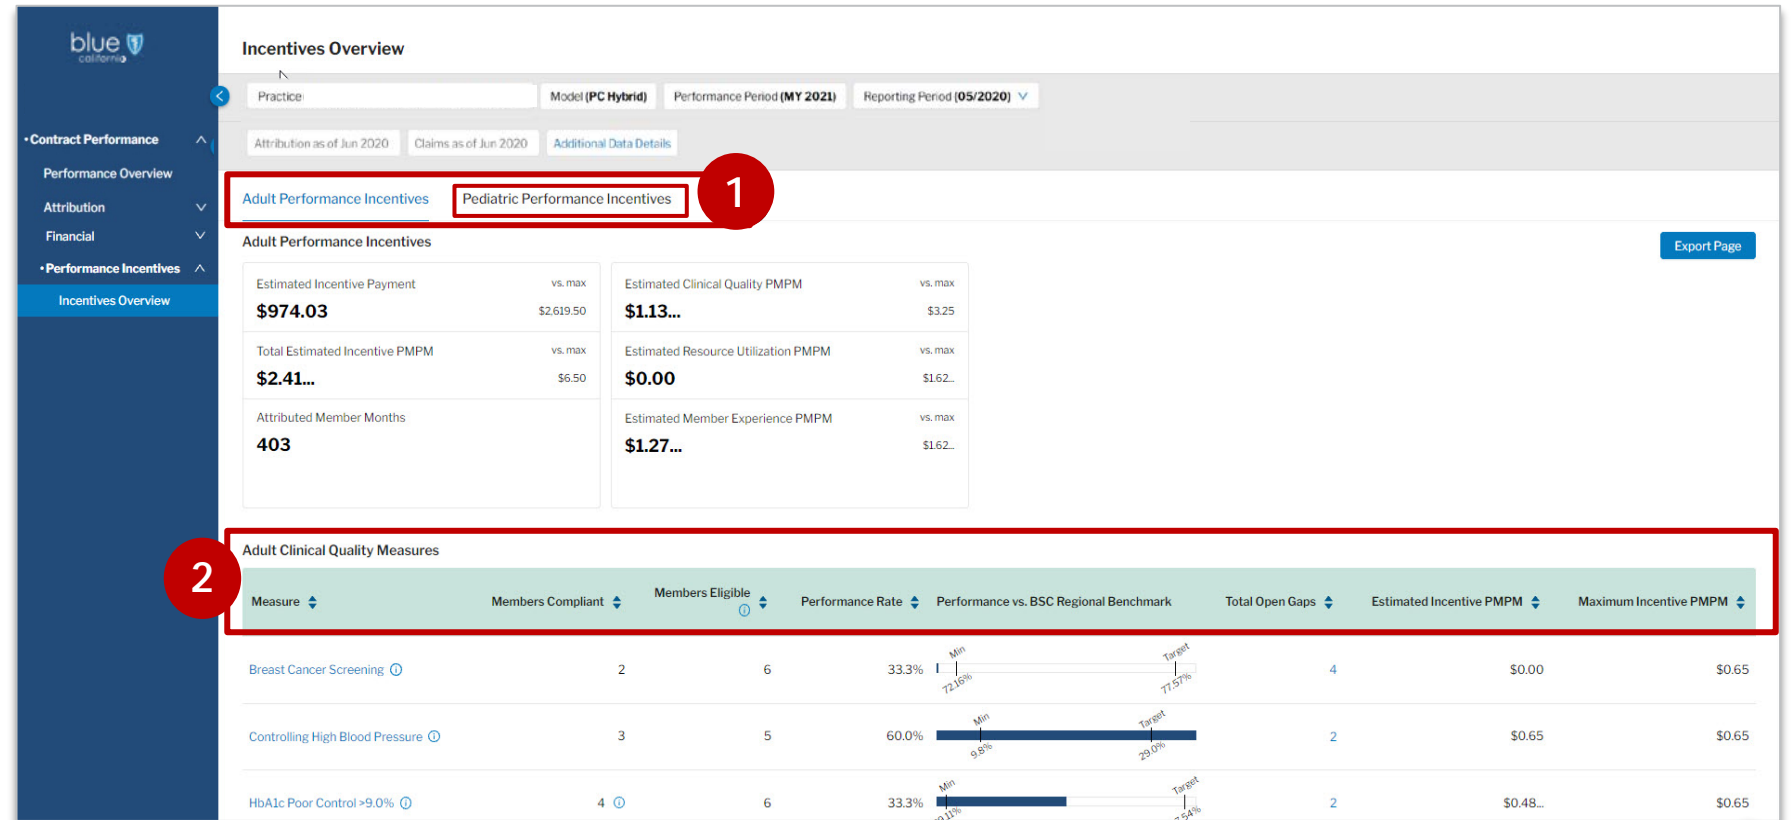 blue
california
Incentives Overview
Practice
Model (PC Hybrid)
Performance Period (MY 2021)
Reporting Period (05/2020)
Attribution as of Jun 2020
Claims as of Jun 2020
Additional Data Details
• Contract Performance
Performance Overview
Attribution
Financial
• Performance Incentives
Incentives Overview
Adult Performance Incentives
Pediatric Performance Incentives
1
Adult Performance Incentives
Export Page
Estimated Incentive Payment vs. max
$974.03 $2,619.50
Total Estimated Incentive PMPM vs. max
$2.41... $6.50
Attributed Member Months
403
Estimated Clinical Quality PMPM vs. max
$1.13... $3.25
Estimated Resource Utilization PMPM vs. max
$0.00 $1.62...
Estimated Member Experience PMPM vs. max
$1.27... $1.62...
2
Adult Clinical Quality Measures
Measure Members Compliant Members Eligible Performance Rate Performance vs. BSC Regional Benchmark Total Open Gaps Estimated Incentive PMPM Maximum Incentive PMPM
Breast Cancer Screening 2 6 33.3% Min 72.16% Target 77.57% 4 $0.00 $0.65
Controlling High Blood Pressure 3 5 60.0% Min 9.8% Target 29.0% 2 $0.65 $0.65
HbA1c Poor Control >9.0% 4 6 33.3% Min Target 2 $0.48... $0.65